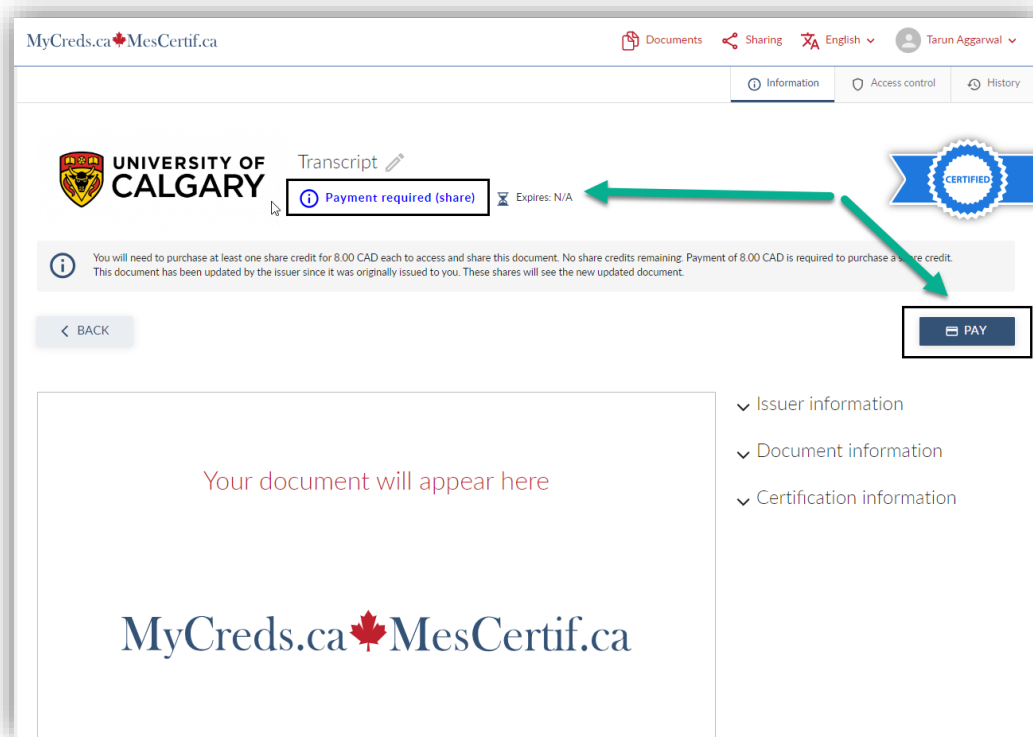 MyCreds.ca MesCertif.ca
Documents Sharing English Tarun Aggarwal
Information Access control History
UNIVERSITY OF
CALGARY
Transcript
Payment required (share) Expires: N/A
CERTIFIED
You will need to purchase at least one share credit for 8.00 CAD each to access and share this document. No share credits remaining. Payment of 8.00 CAD is required to purchase a share credit.
This document has been updated by the issuer since it was originally issued to you. These shares will see the new updated document.
BACK
PAY
Your document will appear here
MyCreds.ca MesCertif.ca
Issuer information
Document information
Certification information